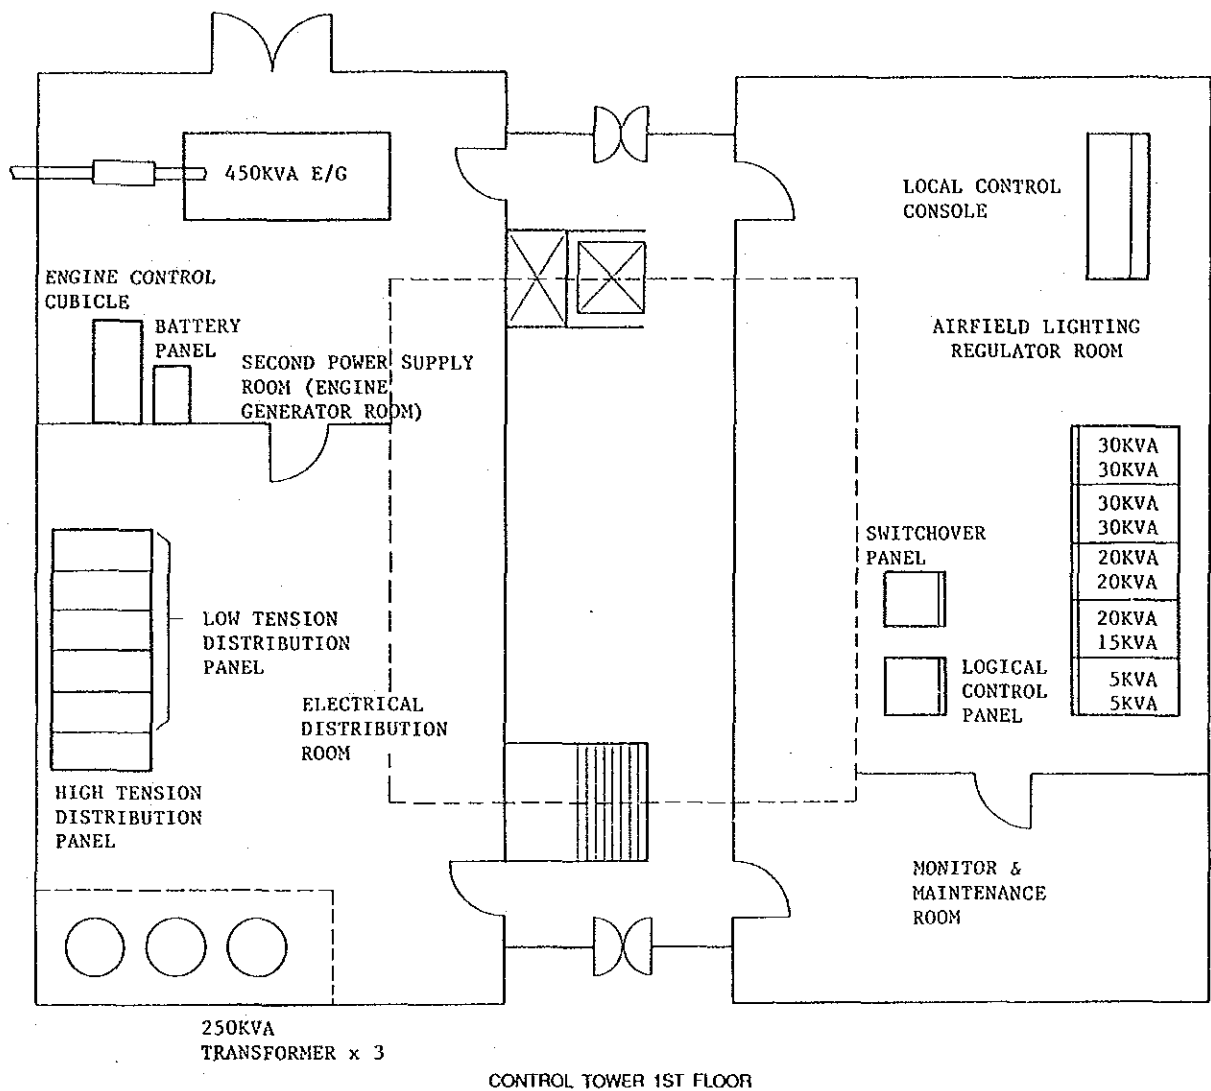 450KVA E/G
LOCAL CONTROL
CONSOLE
ENGINE CONTROL
CUBICLE
BATTERY
PANEL
SECOND POWER SUPPLY
ROOM (ENGINE
GENERATOR ROOM)
AIRFIELD LIGHTING
REGULATOR ROOM
30KVA
30KVA
30KVA
30KVA
20KVA
20KVA
20KVA
15KVA
5KVA
5KVA
SWITCHOVER
PANEL
LOGICAL
CONTROL
PANEL
LOW TENSION
DISTRIBUTION
PANEL
ELECTRICAL
DISTRIBUTION
ROOM
HIGH TENSION
DISTRIBUTION
PANEL
MONITOR &
MAINTENANCE
ROOM
250KVA
TRANSFORMER x 3
CONTROL TOWER 1ST FLOOR